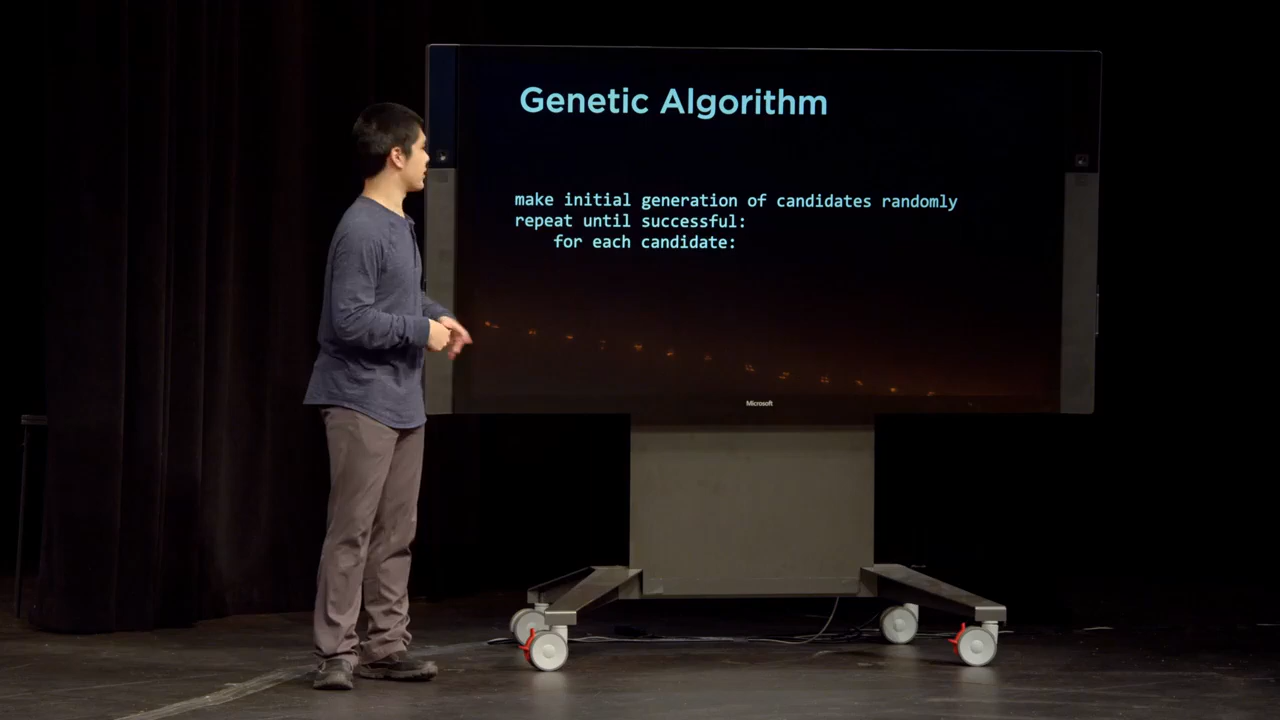 Genetic Algorithm
make initial generation of candidates randomly
repeat until successful:
    for each candidate:
Microsoft